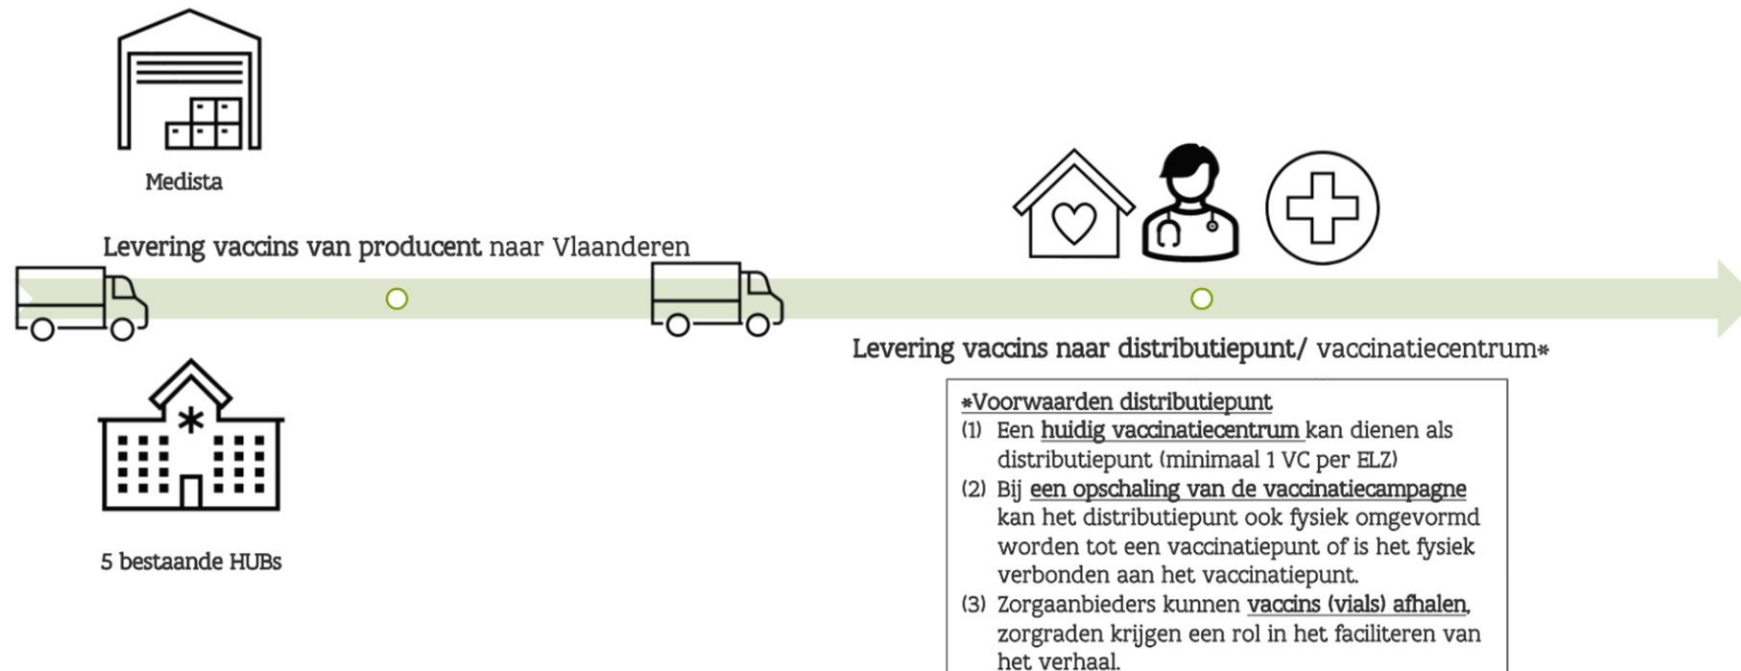 Medista
Levering vaccins van producent naar Vlaanderen
5 bestaande HUBs
Levering vaccins naar distributiepunt/ vaccinatiecentrum*
*Voorwaarden distributiepunt
(1) Een huidig vaccinatiecentrum kan dienen als
distributiepunt (minimaal 1 VC per ELZ)
(2) Bij een opschaling van de vaccinatiecampagne
kan het distributiepunt ook fysiek omgevormd
worden tot een vaccinatiepunt of is het fysiek
verbonden aan het vaccinatiepunt.
(3) Zorgaanbieders kunnen vaccins (vials) afhalen,
zorgraden krijgen een rol in het faciliteren van
het verhaal.